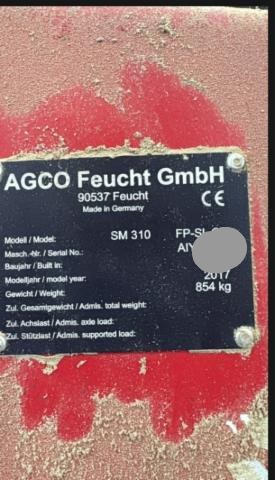 AGCO Feucht GmbH
90537 Feucht
Made in Germany
CE
Modell / Model: SM 310 FP-SL
Masch.-Nr. / Serial No.:
Baujahr / Built in:
Modelljahr / model year: 2017
Gewicht / Weight: 854 kg
Zul. Gesamtgewicht / Admis. total weight:
Zul. Achslast / Admis. axle load:
Zul. Stützlast / Admis. supported load: